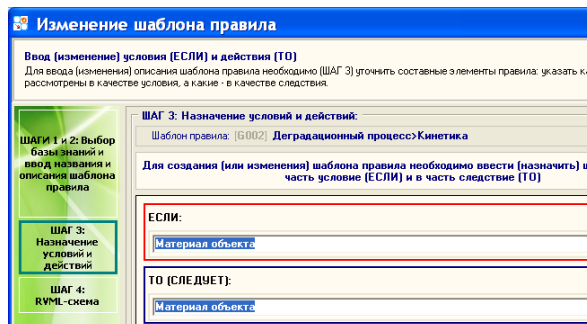 Изменение шаблона правила
Ввод (изменение) условия (ЕСЛИ) и действия (ТО)
Для ввода (изменения) описания шаблона правила необходимо (ШАГ 3) уточнить составные элементы правила: указать
рассмотрены в качестве условия, а какие - в качестве следствия.
ШАГИ 1 и 2: Выбор
базы знаний и
ввод названия и
описания шаблона
правила
ШАГ 3:
Назначение
условий и
действий
ШАГ 4:
RVML-схема
ШАГ 3: Назначение условий и действий:
Шаблон правила: [G002] Деградационный процесс>Кинетика
Для создания (или изменения) шаблона правила необходимо ввести (назначить)
часть условие (ЕСЛИ) и в часть следствие (ТО)
ЕСЛИ:
Материал объекта
ТО (СЛЕДУЕТ):
Материал объекта